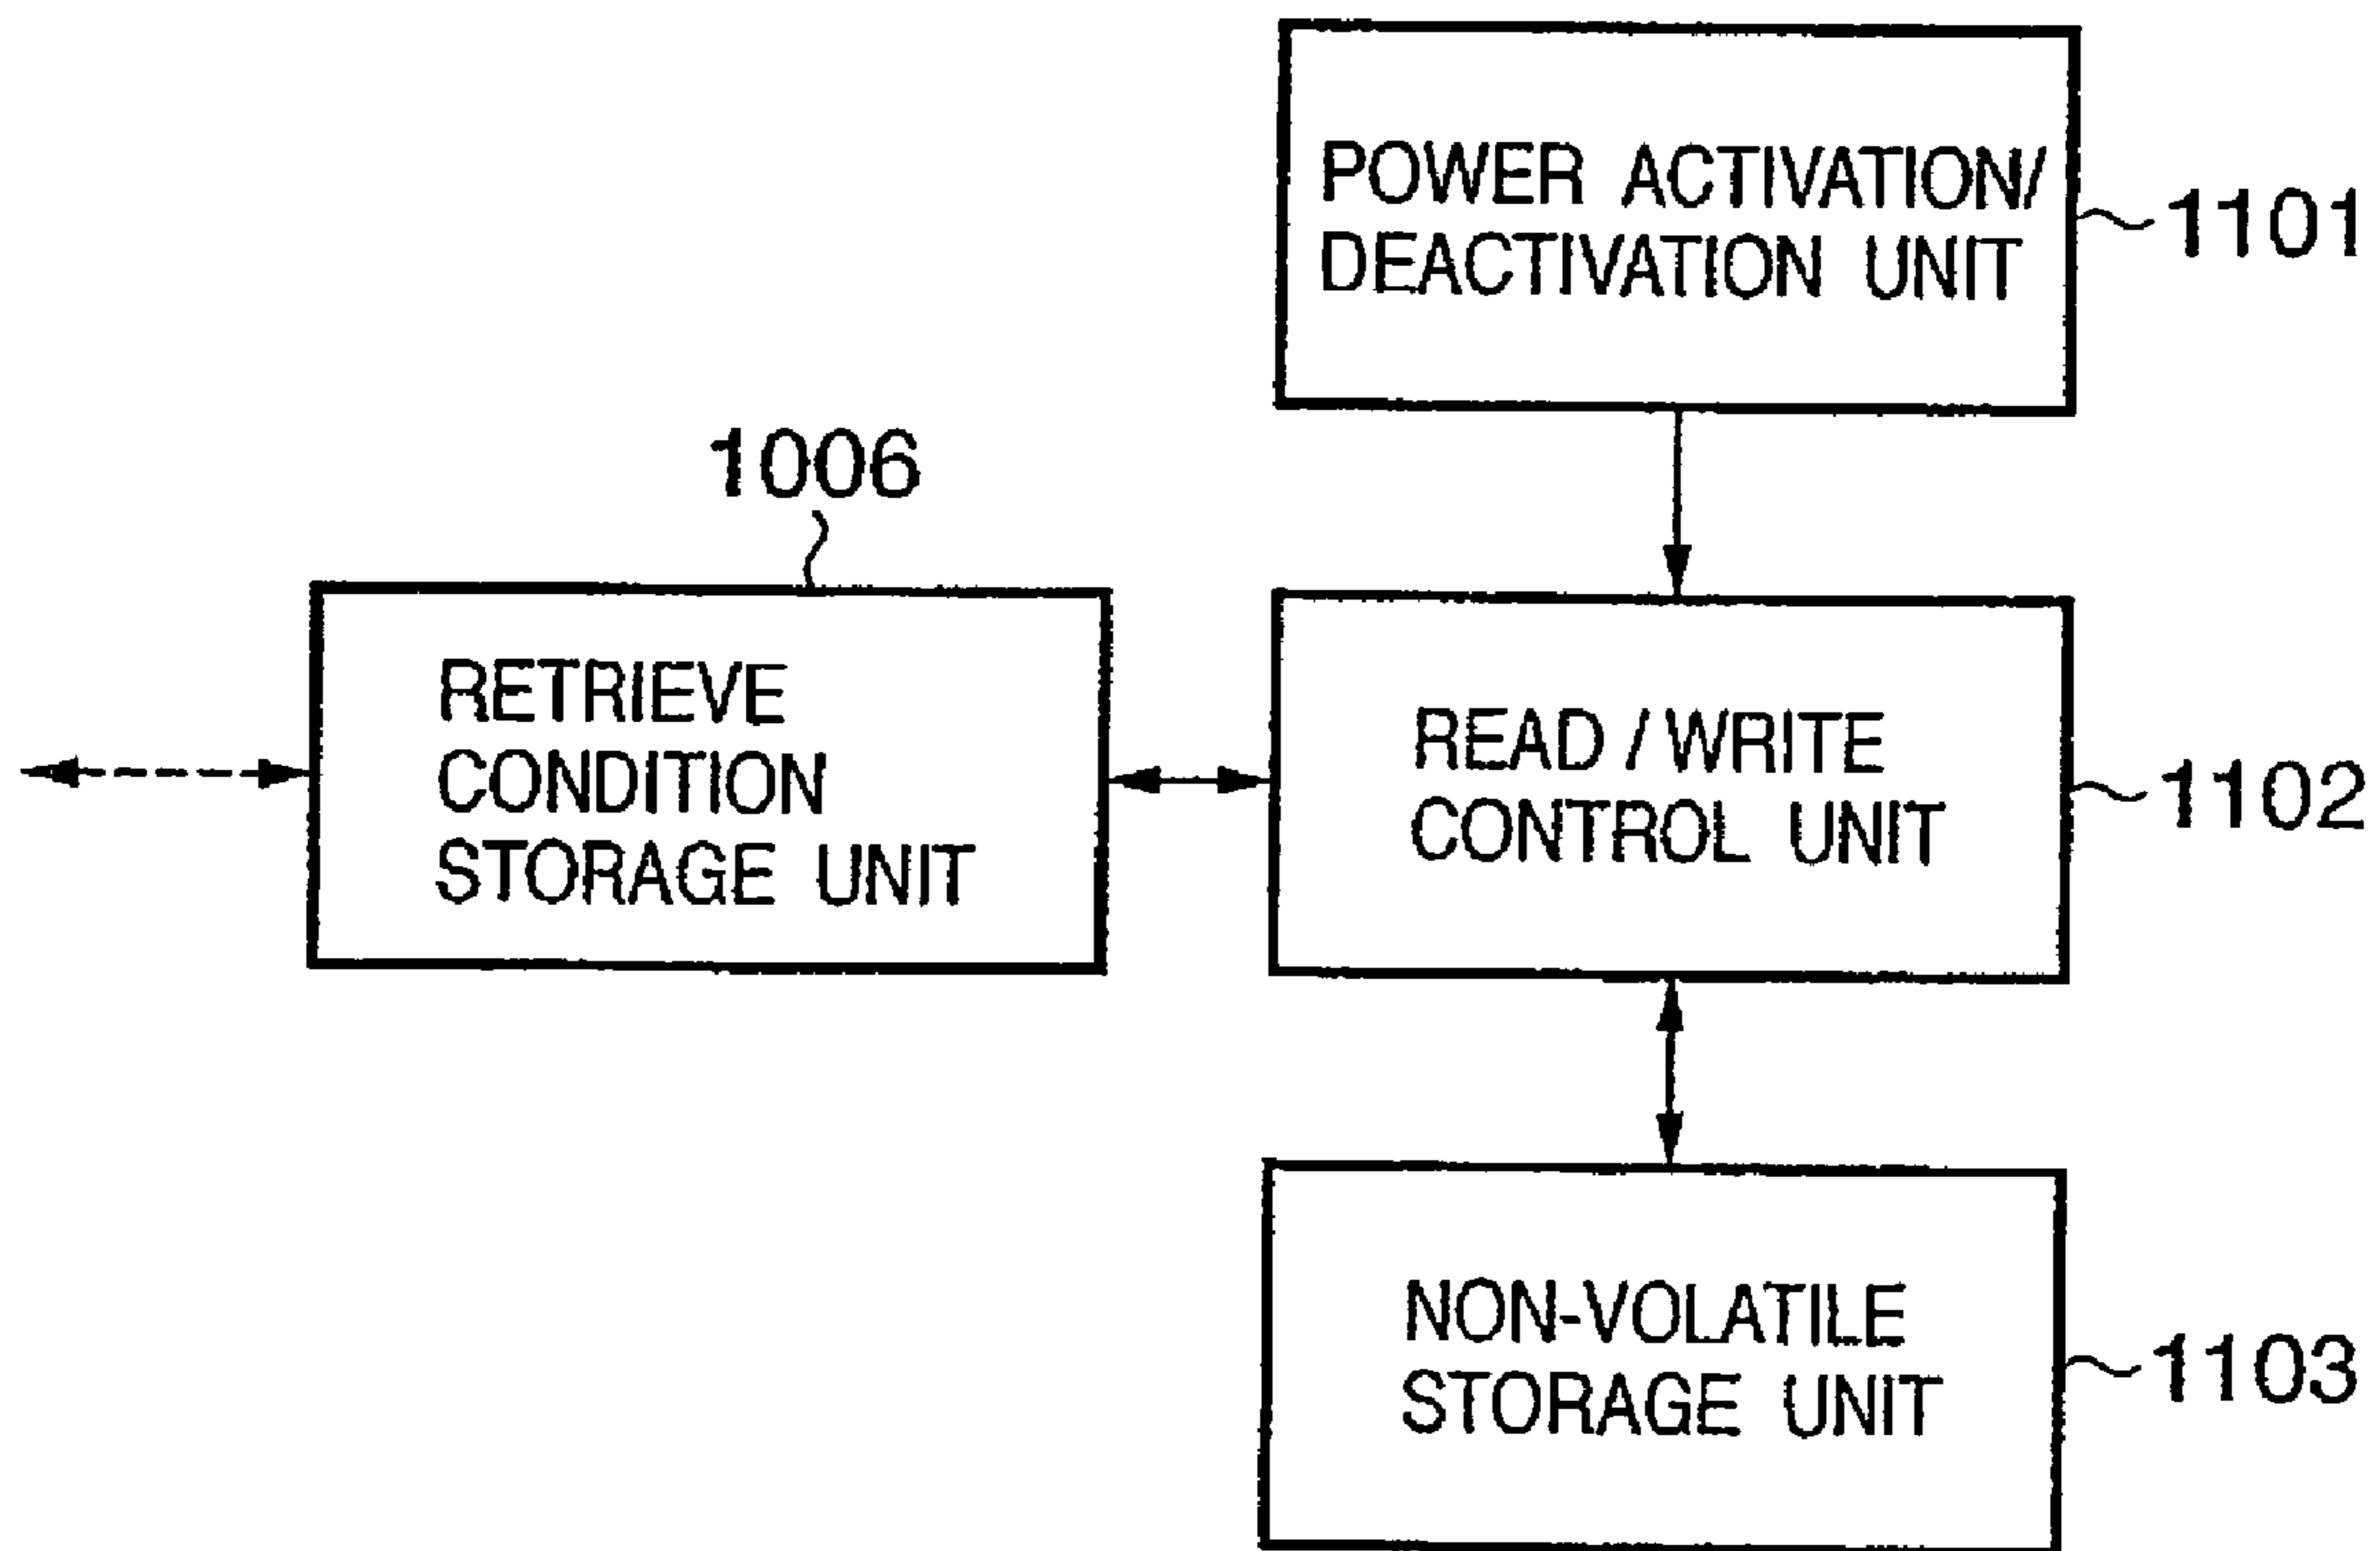 POWER ACTIVATION/
DEACTIVATION UNIT
1101
1006
RETRIEVE
CONDITION
STORAGE UNIT
READ / WRITE
CONTROL UNIT
1102
NON-VOLATILE
STORAGE UNIT
1103